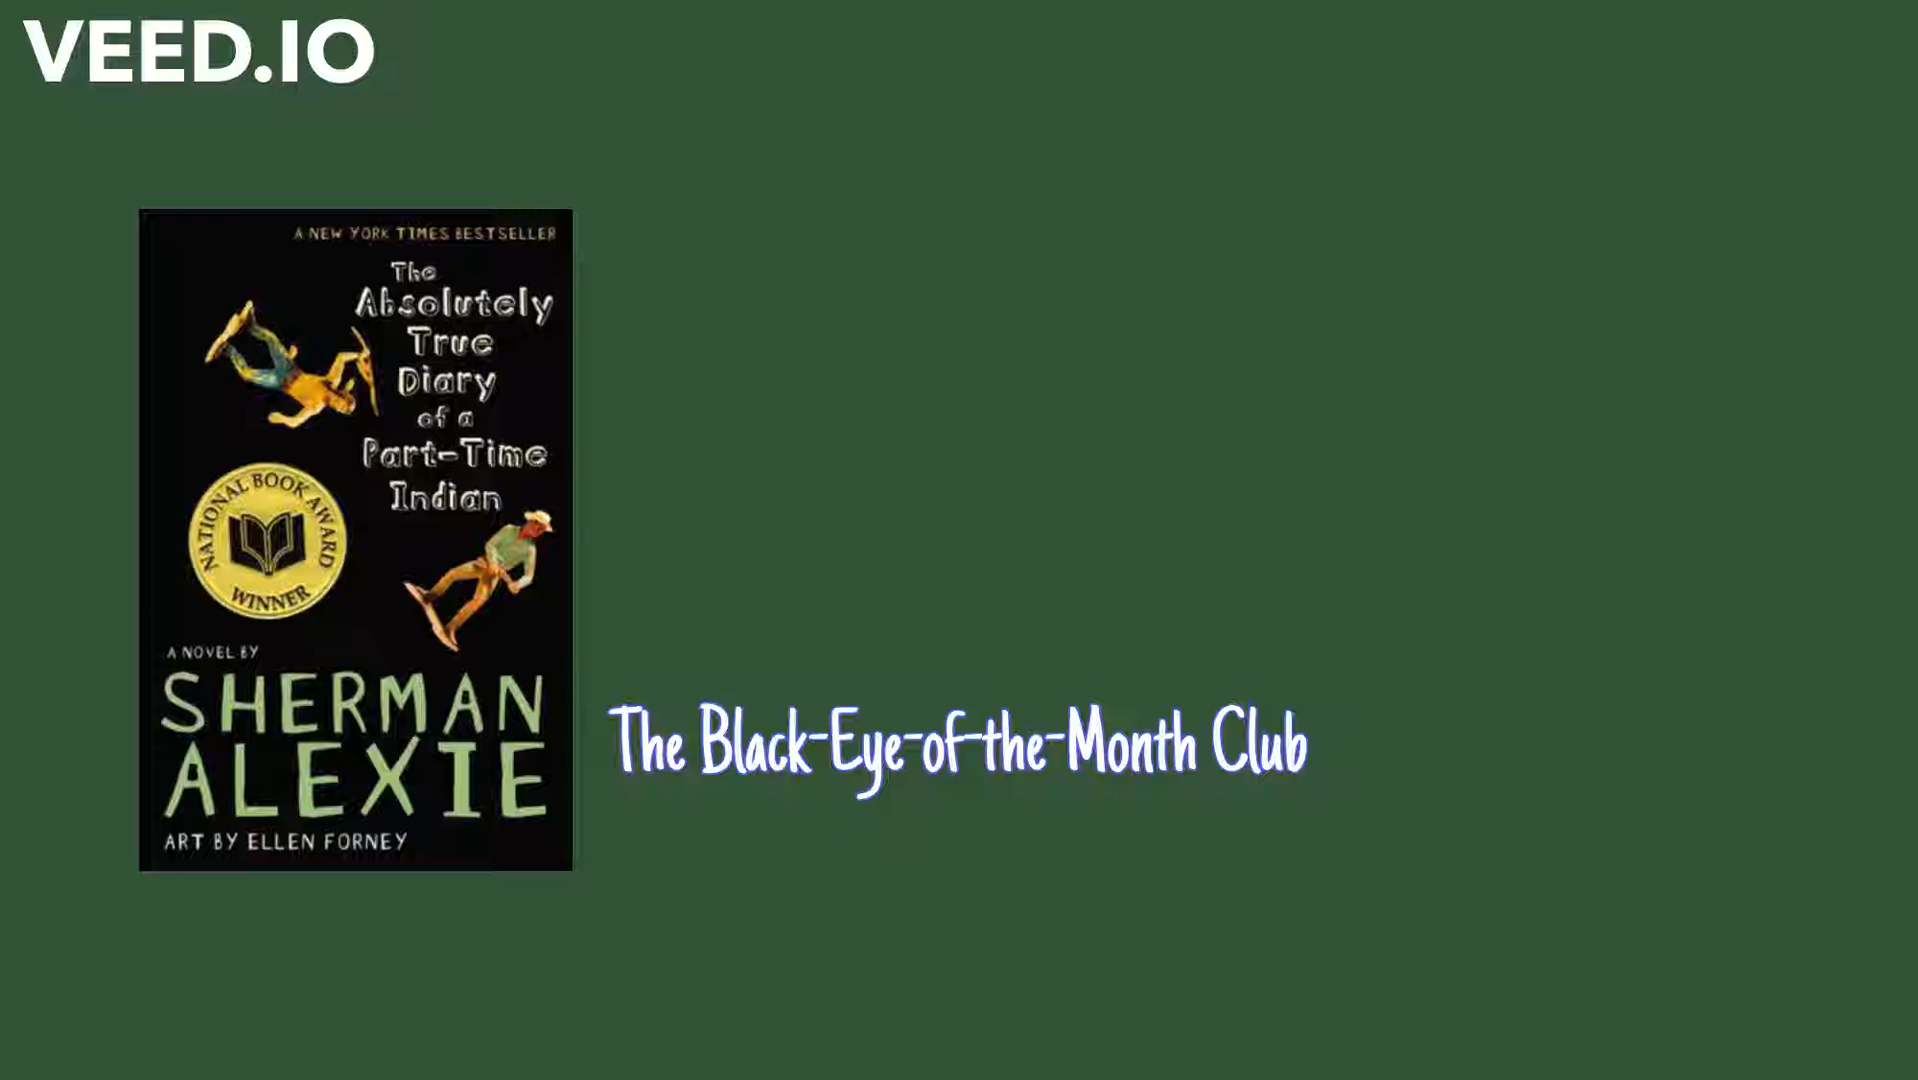 VEED.IO
A NEW YORK TIMES BESTSELLER
The
Absolutely
True
Diary
of a
Part-Time
Indian
NATIONAL BOOK AWARD
WINNER
A NOVEL BY
SHERMAN
ALEXIE
ART BY ELLEN FORNEY
The Black-Eye-of-the-Month Club